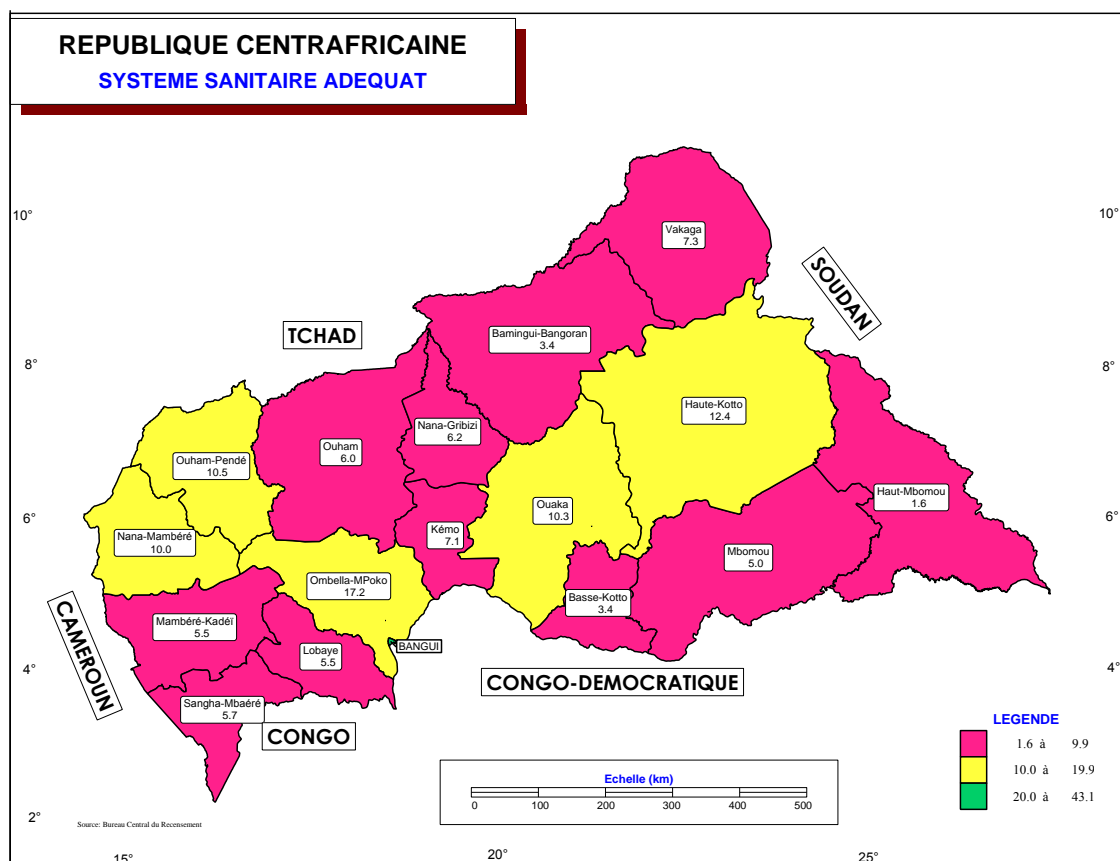 REPUBLIQUE CENTRAFRICAINE
SYSTEME SANITAIRE ADEQUAT
10°
10°
Vakaga
7.3
SOUDAN
TCHAD
Bamingui-Bangoran
3.4
8°
8°
Haute-Kotto
12.4
Nana-Gribizi
6.2
Ouham
6.0
Ouham-Pendé
10.5
Haut-Mbomou
1.6
Ouaka
10.3
6°
6°
Kémo
7.1
Nana-Mambéré
10.0
Mbomou
5.0
Ombella-MPoko
17.2
Basse-Kotto
3.4
Mambéré-Kadéï
5.5
BANGUI
Lobaye
5.5
CAMEROUN
4°
4°
CONGO-DEMOCRATIQUE
Sangha-Mbaéré
5.7
CONGO
LEGENDE
1.6 à 9.9
10.0 à 19.9
20.0 à 43.1
Echelle (km)
0 100 200 300 400 500
2°
Source: Bureau Central du Recensement
15°
20°
25°